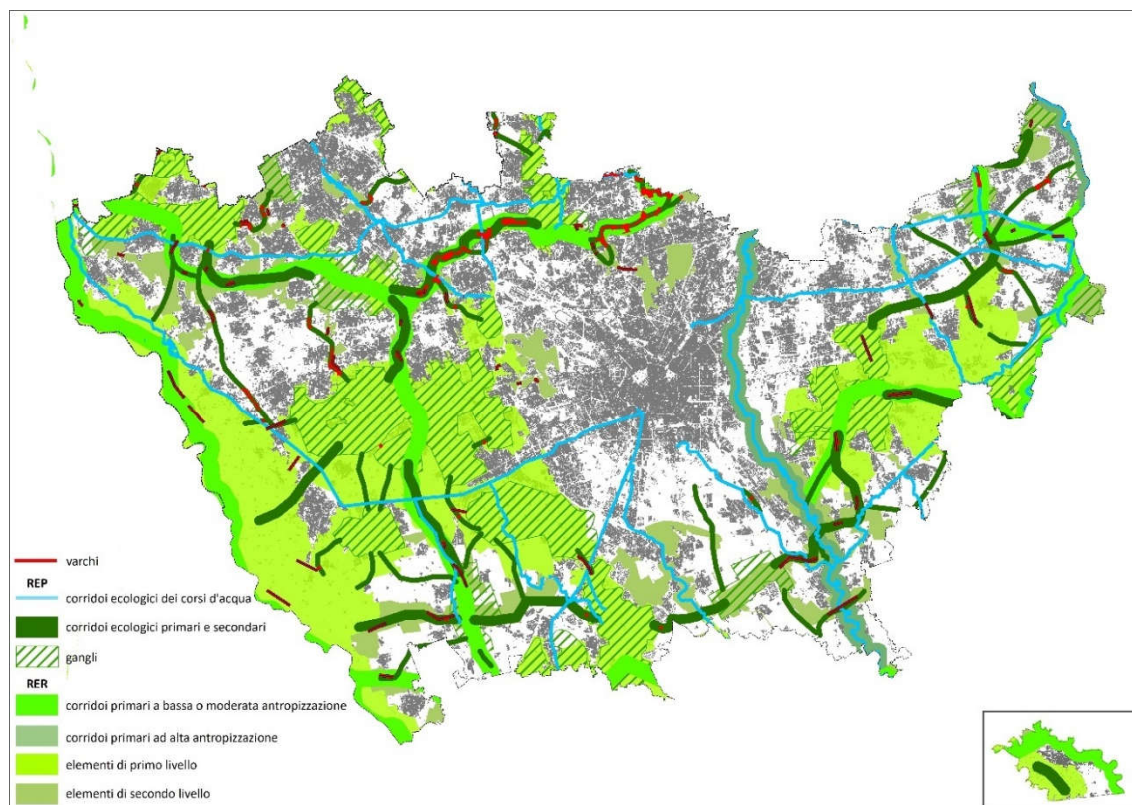 varchi
REP
corridoi ecologici dei corsi d'acqua
corridoi ecologici primari e secondari
gangli
RER
corridoi primari a bassa o moderata antropizzazione
corridoi primari ad alta antropizzazione
elementi di primo livello
elementi di secondo livello